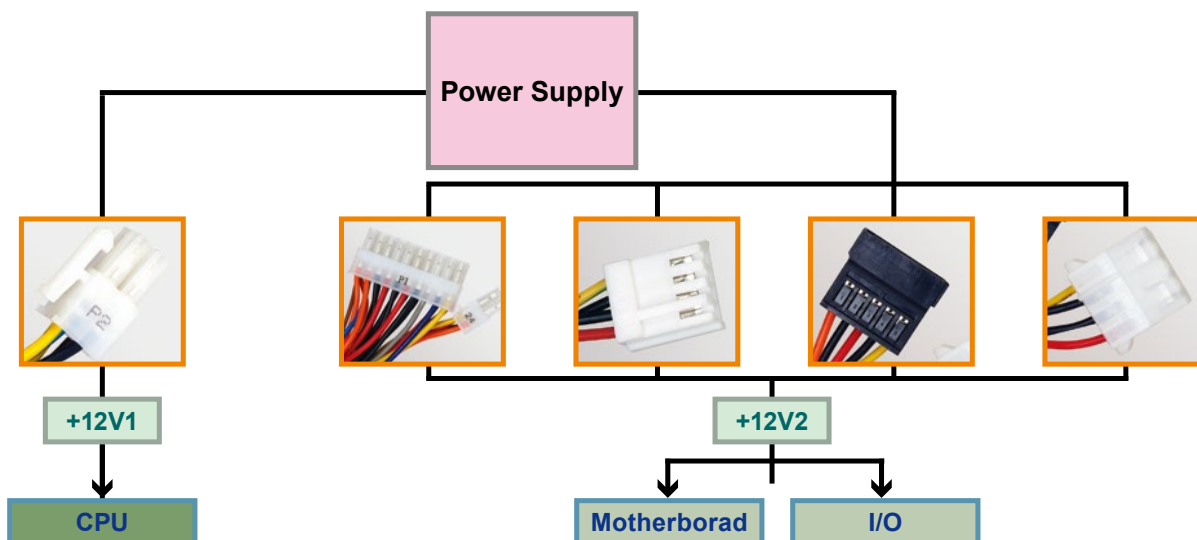 Power Supply
P2
P1
24
+12V1
+12V2
CPU
Motherborad
I/O